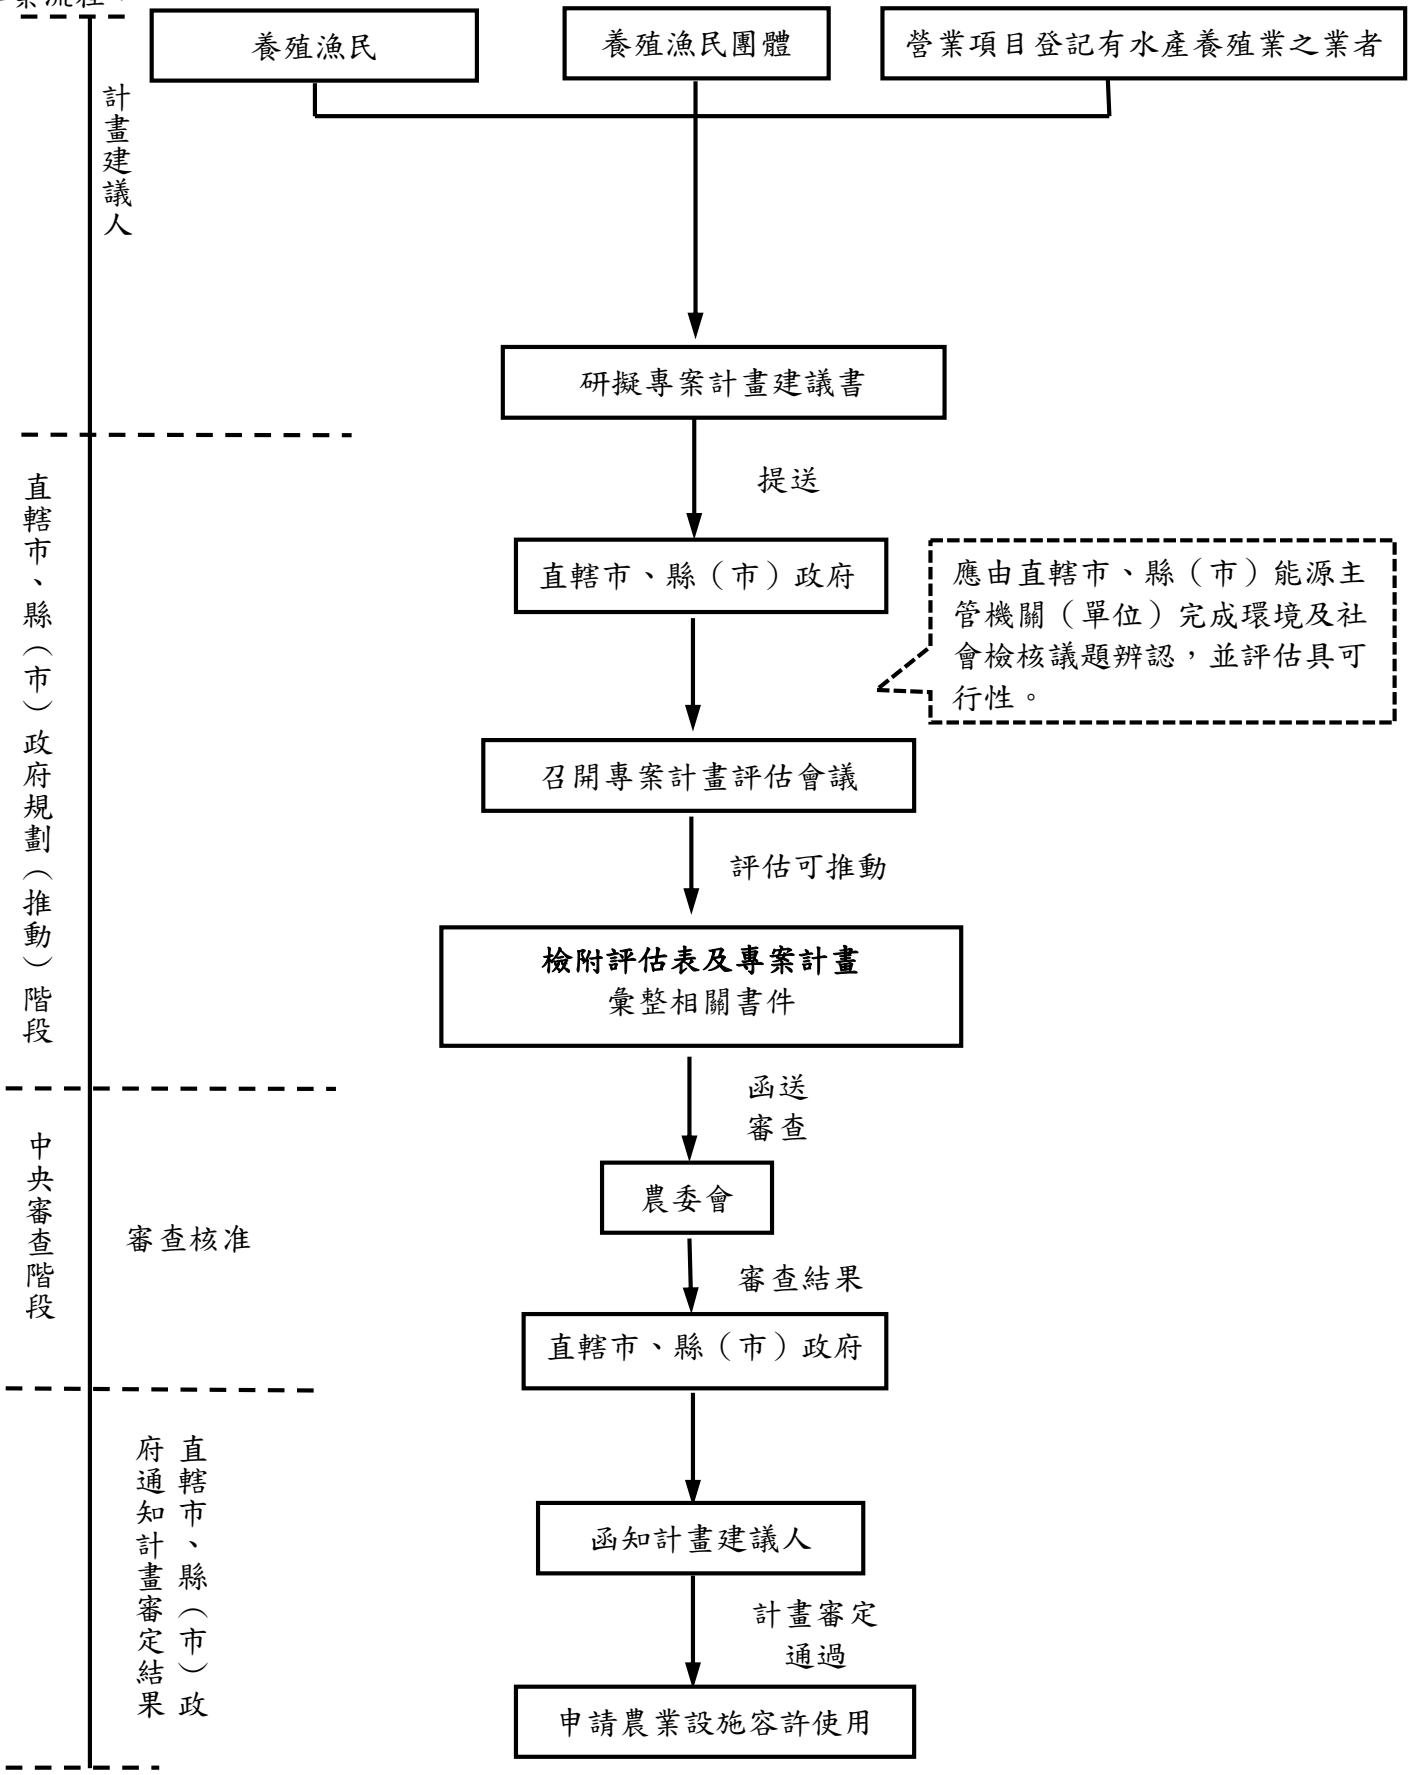 養殖漁民
養殖漁民團體
營業項目登記有水產養殖業之業者
計畫建議人
研擬專案計畫建議書
提送
直轄市、縣（市）政府規劃（推動）階段
直轄市、縣（市）政府
應由直轄市、縣（市）能源主
管機關（單位）完成環境及社
會檢核議題辨認，並評估具可
行性。
召開專案計畫評估會議
評估可推動
檢附評估表及專案計畫
彙整相關書件
函送
審查
中央審查階段
審查核准
農委會
審查結果
直轄市、縣（市）政府
直轄市、縣（市）政
府通知計畫審定結果
函知計畫建議人
計畫審定
通過
申請農業設施容許使用